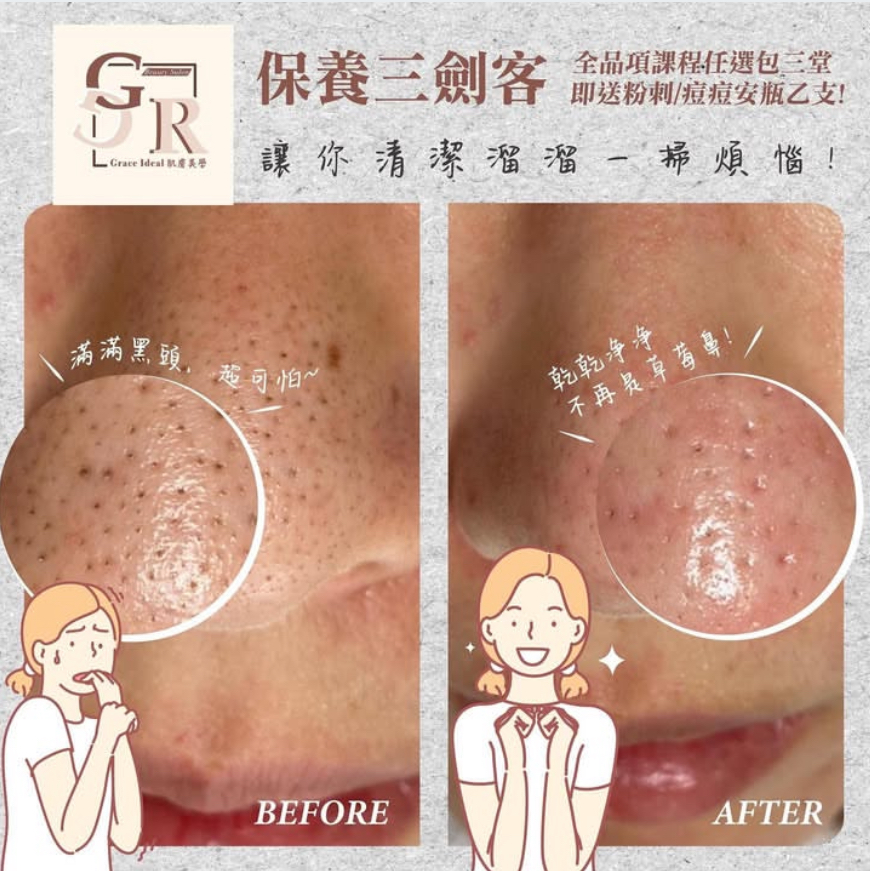 GSR
Beauty Salon
Grace Ideal 肌膚美學
保養三劍客
全品項課程任選包三堂
即送粉刺/痘痘安瓶乙支!
讓你清潔溜溜一掃煩惱!
滿滿黑頭,超可怕~
乾乾淨淨
不再是草莓鼻!
BEFORE
AFTER